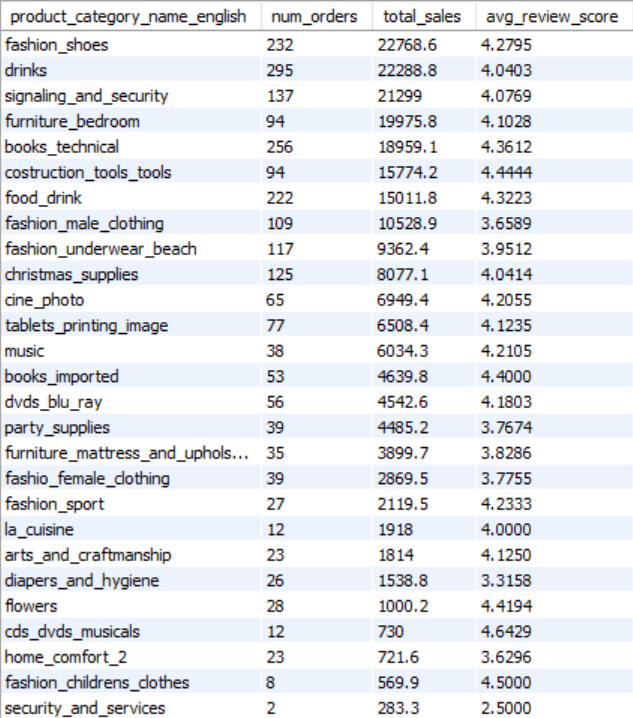 product_category_name_english num_orders total_sales avg_review_score
fashion_shoes 232 22768.6 4.2795
drinks 295 22288.8 4.0403
signaling_and_security 137 21299 4.0769
furniture_bedroom 94 19975.8 4.1028
books_technical 256 18959.1 4.3612
costruction_tools_tools 94 15774.2 4.4444
food_drink 222 15011.8 4.3223
fashion_male_clothing 109 10528.9 3.6589
fashion_underwear_beach 117 9362.4 3.9512
christmas_supplies 125 8077.1 4.0414
cine_photo 65 6949.4 4.2055
tablets_printing_image 77 6508.4 4.1235
music 38 6034.3 4.2105
books_imported 53 4639.8 4.4000
dvds_blu_ray 56 4542.6 4.1803
party_supplies 39 4485.2 3.7674
furniture_mattress_and_uphols... 35 3899.7 3.8286
fashio_female_clothing 39 2869.5 3.7755
fashion_sport 27 2119.5 4.2333
la_cuisine 12 1918 4.0000
arts_and_craftmanship 23 1814 4.1250
diapers_and_hygiene 26 1538.8 3.3158
flowers 28 1000.2 4.4194
cds_dvds_musicals 12 730 4.6429
home_comfort_2 23 721.6 3.6296
fashion_childrens_clothes 8 569.9 4.5000
security_and_services 2 283.3 2.5000